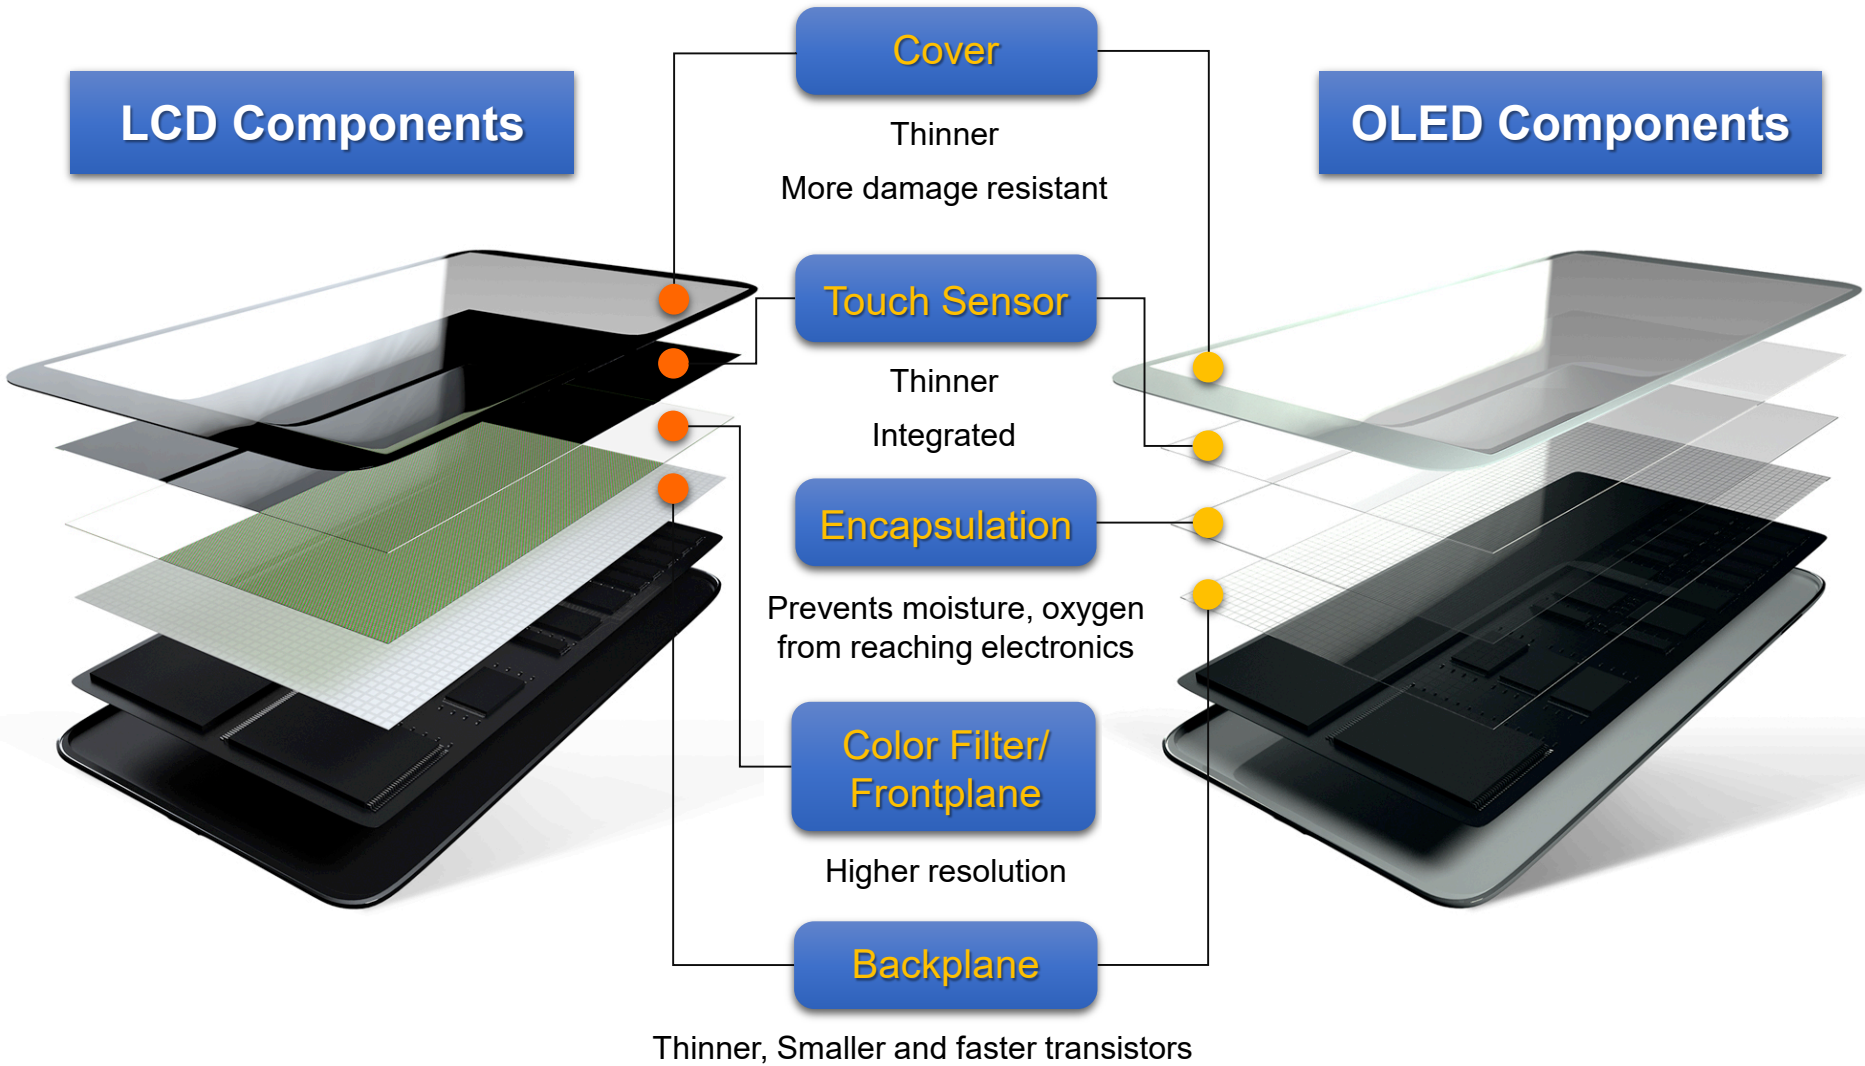 Cover
LCD Components
OLED Components
Thinner
More damage resistant
Touch Sensor
Thinner
Integrated
Encapsulation
Prevents moisture, oxygen
from reaching electronics
Color Filter/
Frontplane
Higher resolution
Backplane
Thinner, Smaller and faster transistors